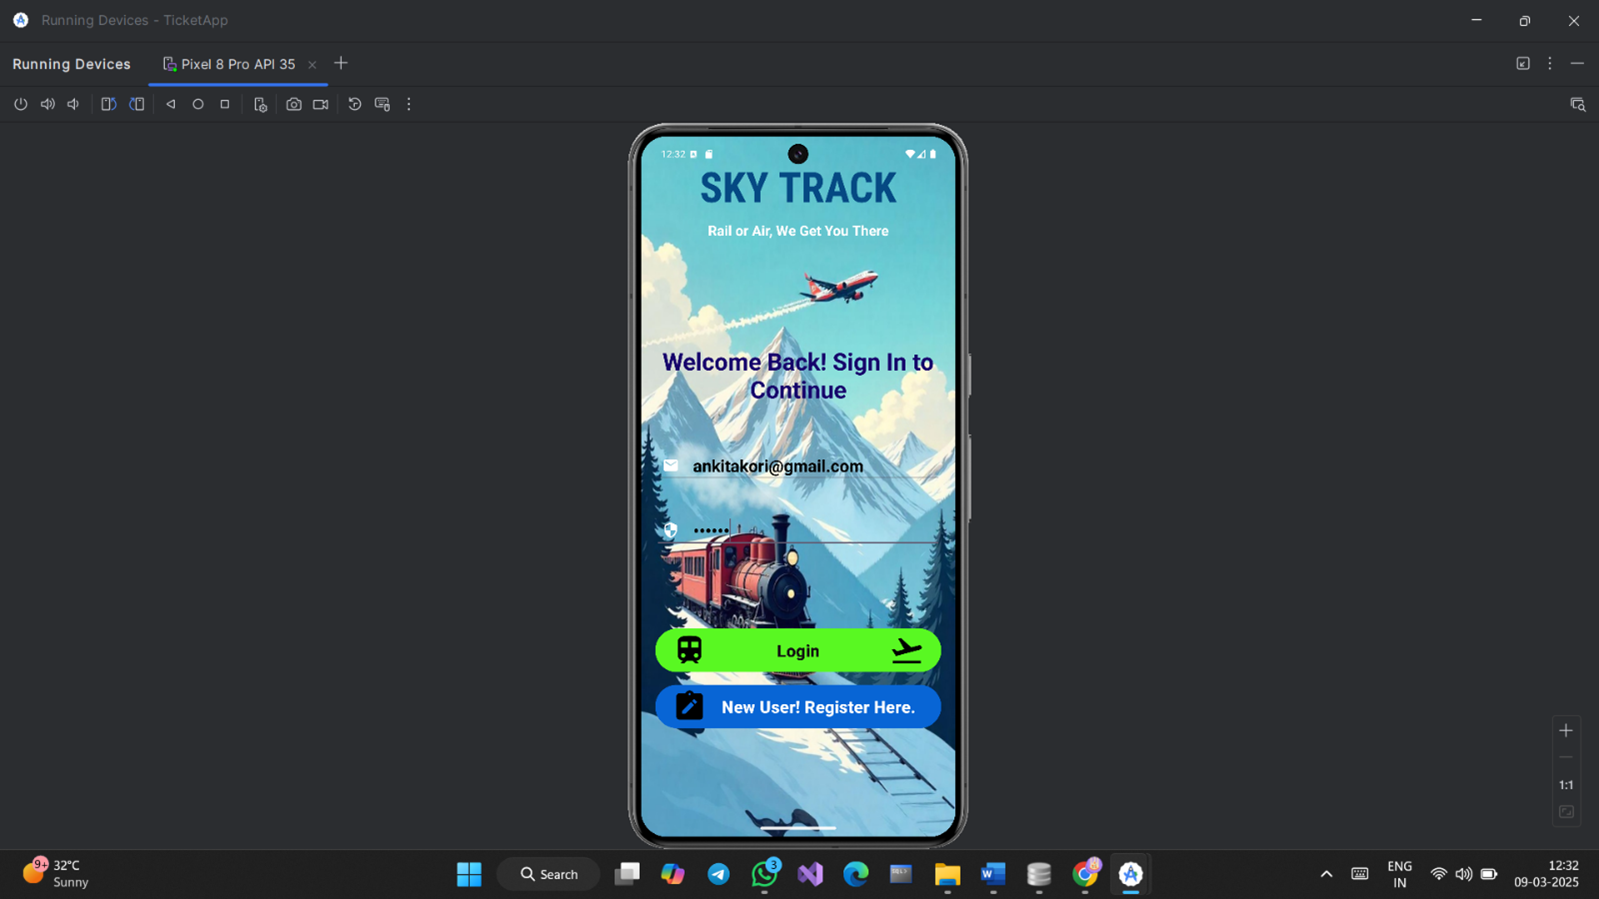 Running Devices - TicketApp
Running Devices
Pixel 8 Pro API 35
12:32
SKY TRACK
Rail or Air, We Get You There
Welcome Back! Sign In to
Continue
ankitakori@gmail.com
••••••
Login
New User! Register Here.
1:1
9+
32°C
Sunny
Search
3
ENG
IN
12:32
09-03-2025